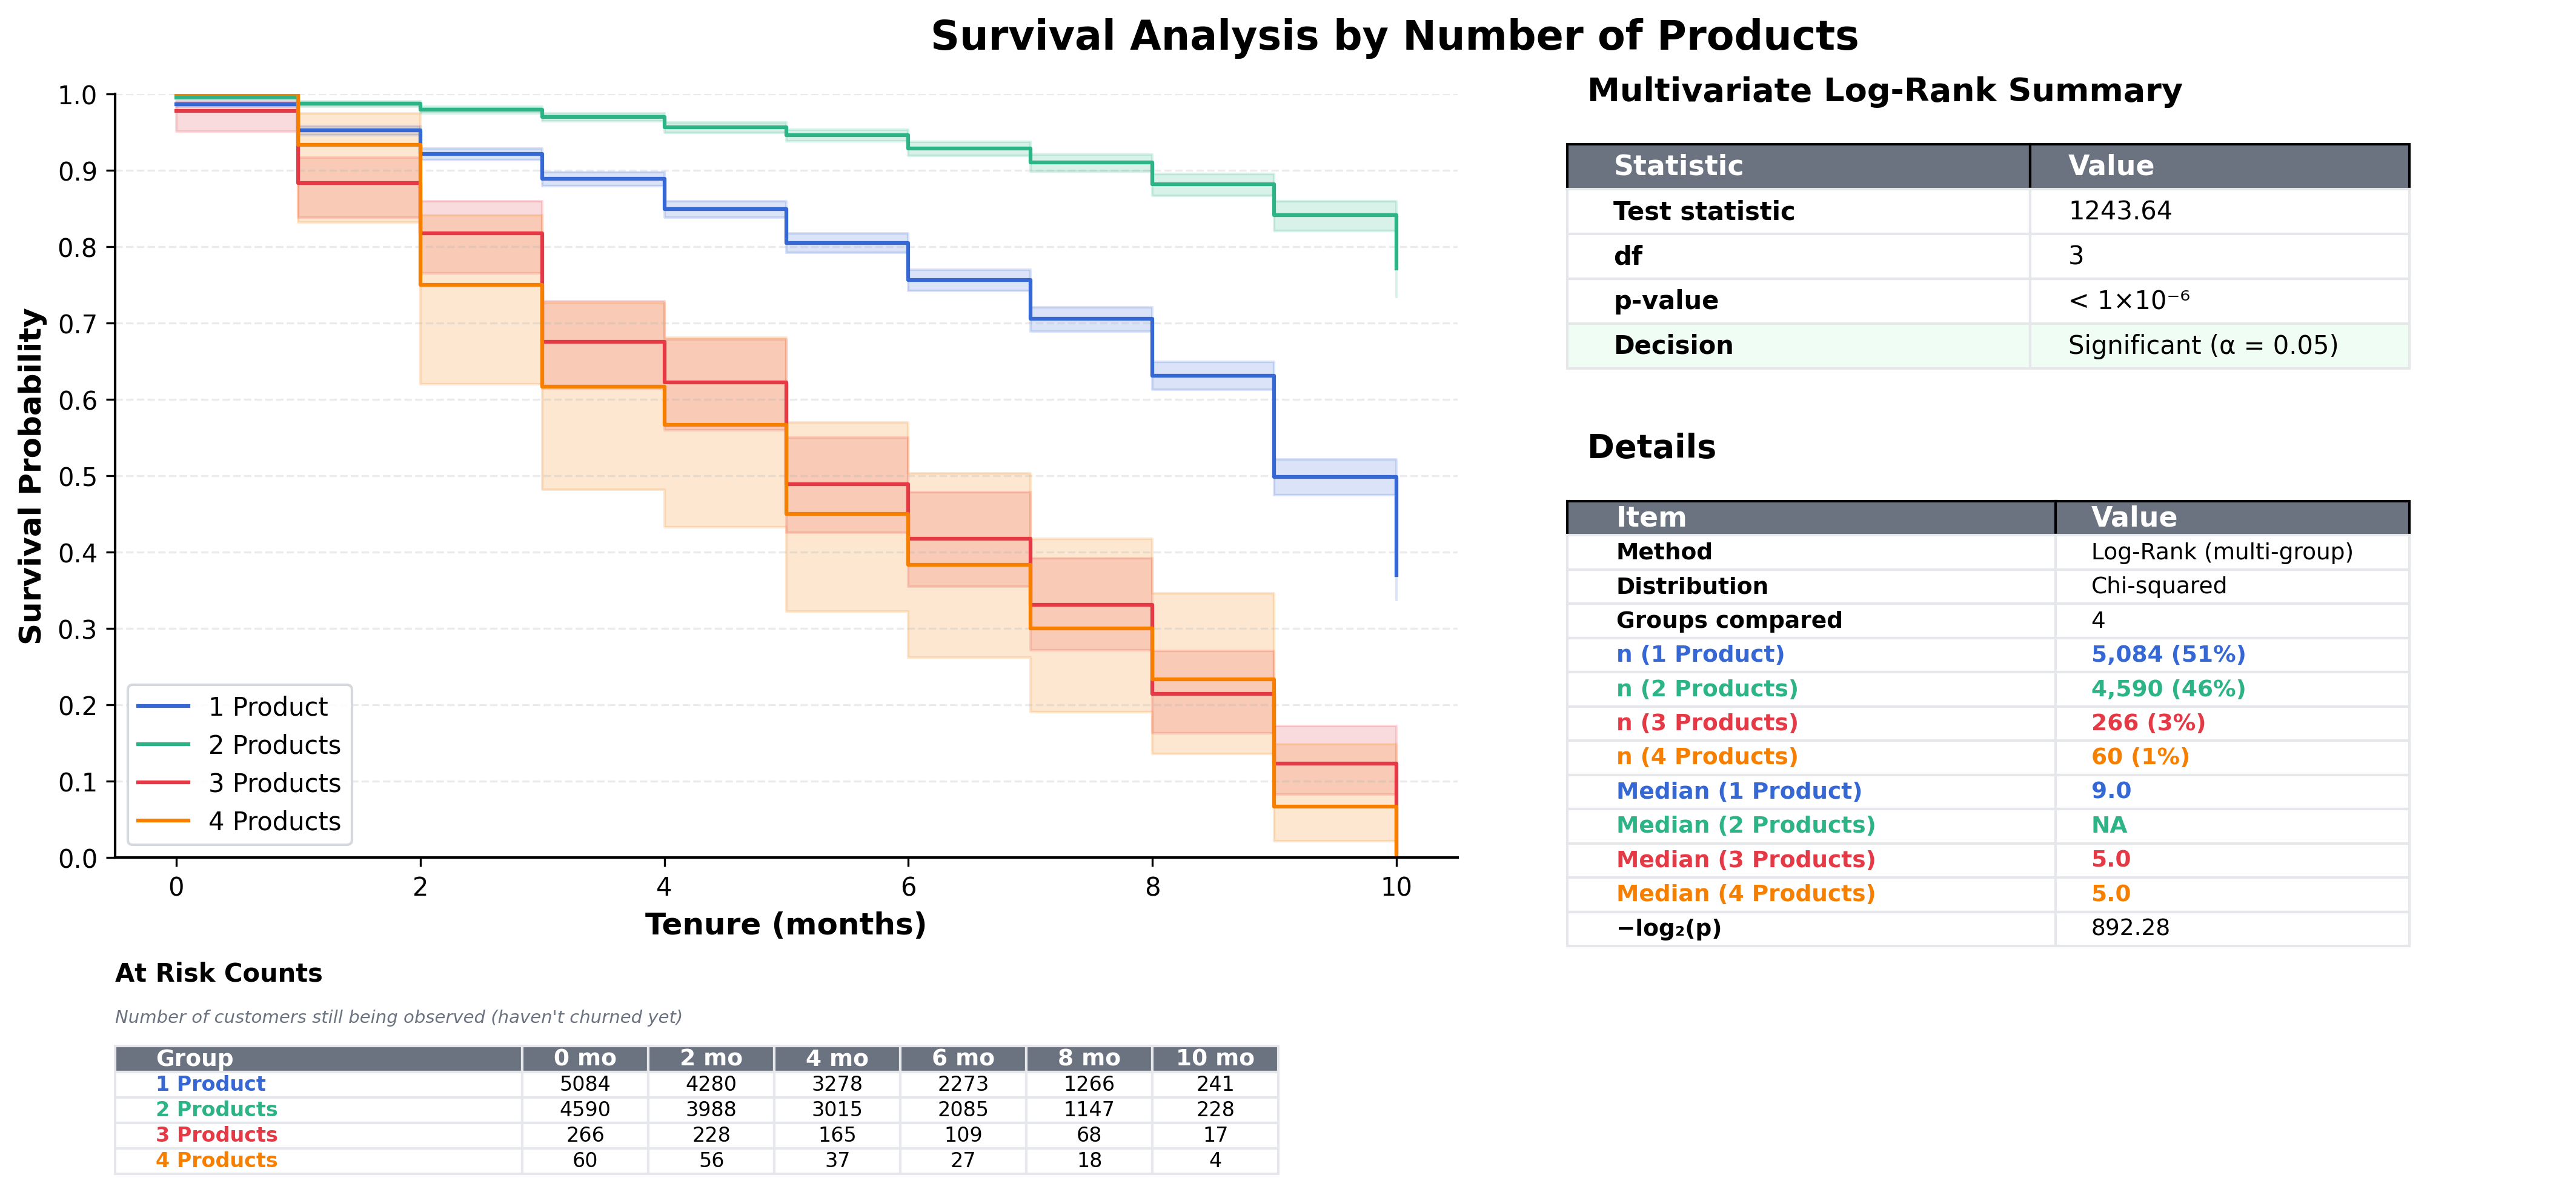 Survival Analysis by Number of Products
Survival Probability
1.0
0.9
0.8
0.7
0.6
0.5
0.4
0.3
0.2
0.1
0.0
1 Product
2 Products
3 Products
4 Products
0 2 4 6 8 10
Tenure (months)
Multivariate Log-Rank Summary
Statistic Value
Test statistic 1243.64
df 3
p-value < 1×10⁻⁶
Decision Significant (α = 0.05)
Details
Item Value
Method Log-Rank (multi-group)
Distribution Chi-squared
Groups compared 4
n (1 Product) 5,084 (51%)
n (2 Products) 4,590 (46%)
n (3 Products) 266 (3%)
n (4 Products) 60 (1%)
Median (1 Product) 9.0
Median (2 Products) NA
Median (3 Products) 5.0
Median (4 Products) 5.0
−log₂(p) 892.28
At Risk Counts
Number of customers still being observed (haven't churned yet)
Group 0 mo 2 mo 4 mo 6 mo 8 mo 10 mo
1 Product 5084 4280 3278 2273 1266 241
2 Products 4590 3988 3015 2085 1147 228
3 Products 266 228 165 109 68 17
4 Products 60 56 37 27 18 4